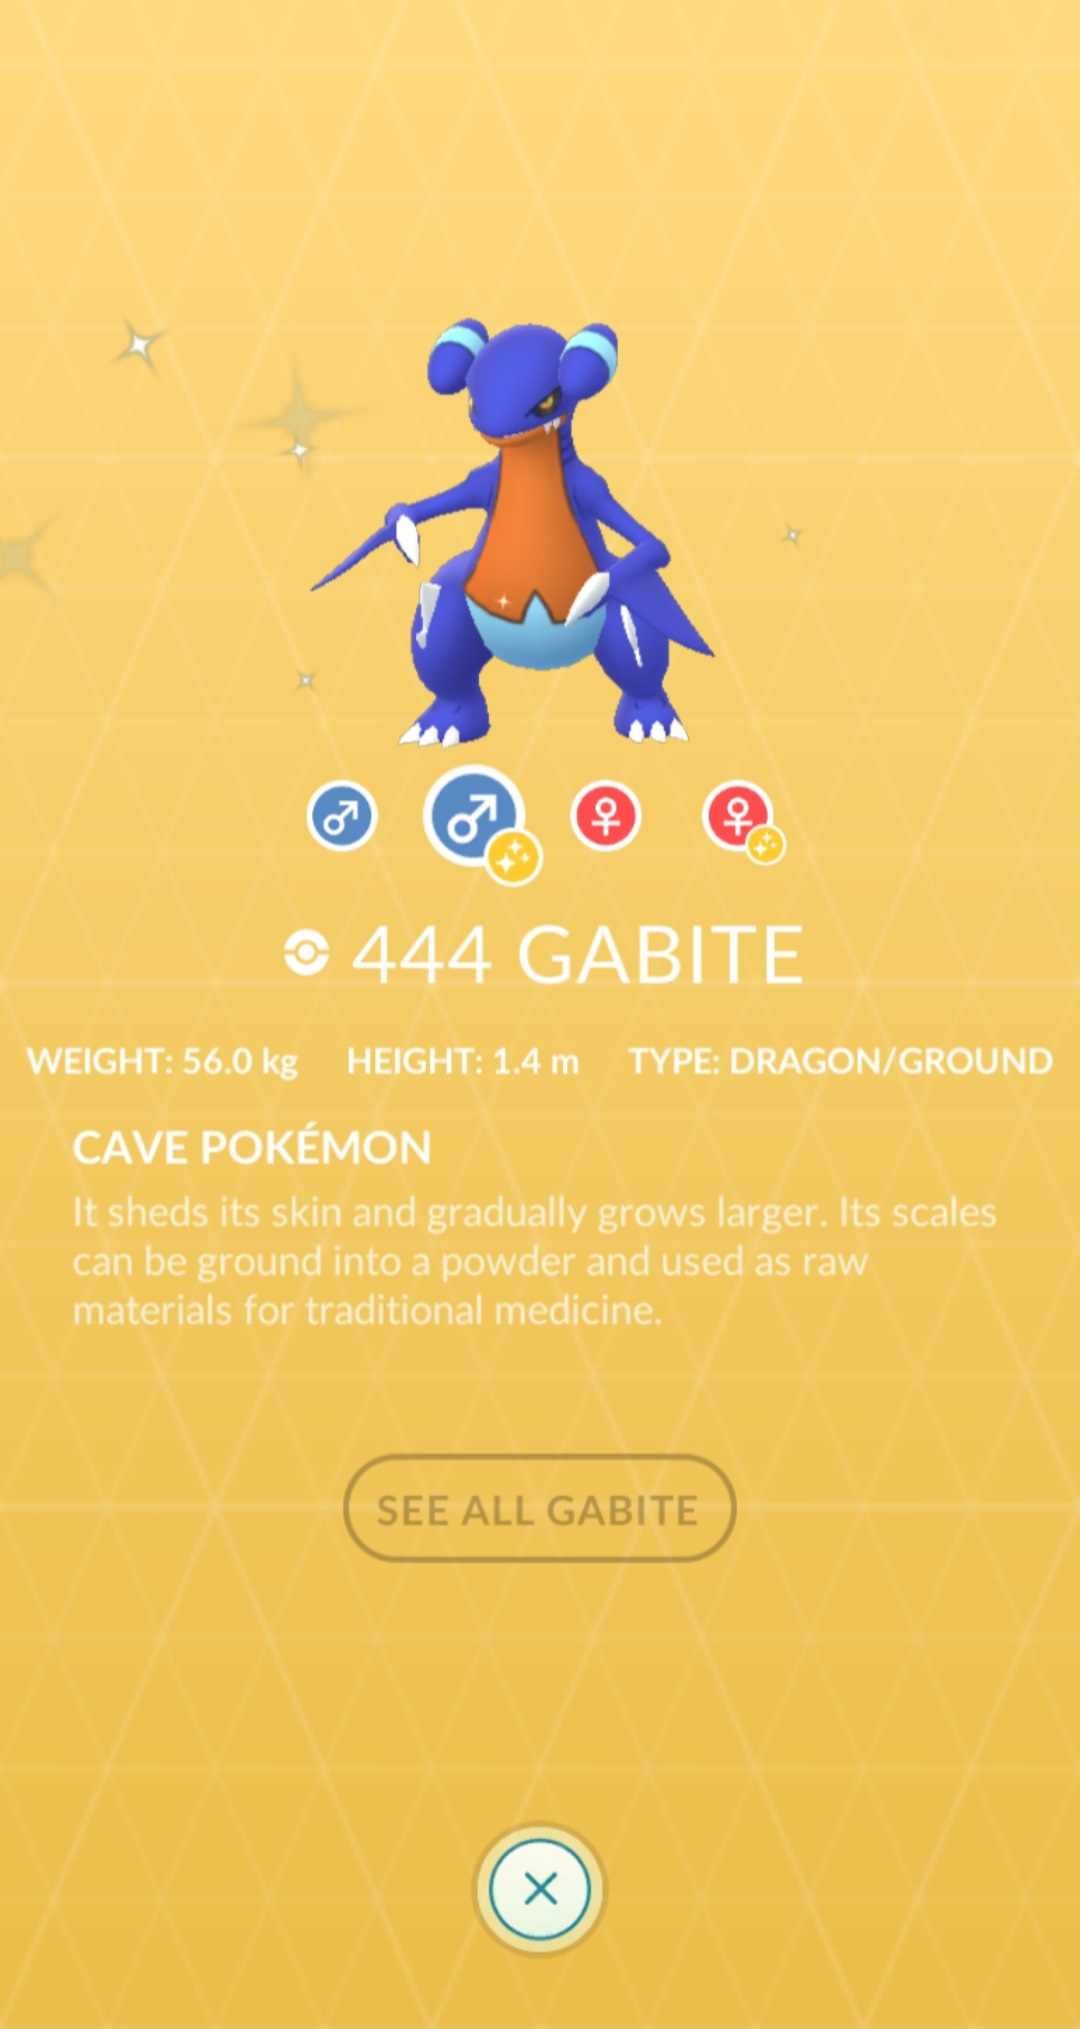 444 GABITE
WEIGHT: 56.0 kg HEIGHT: 1.4 m TYPE: DRAGON/GROUND
CAVE POKÉMON
It sheds its skin and gradually grows larger. Its scales
can be ground into a powder and used as raw
materials for traditional medicine.
SEE ALL GABITE